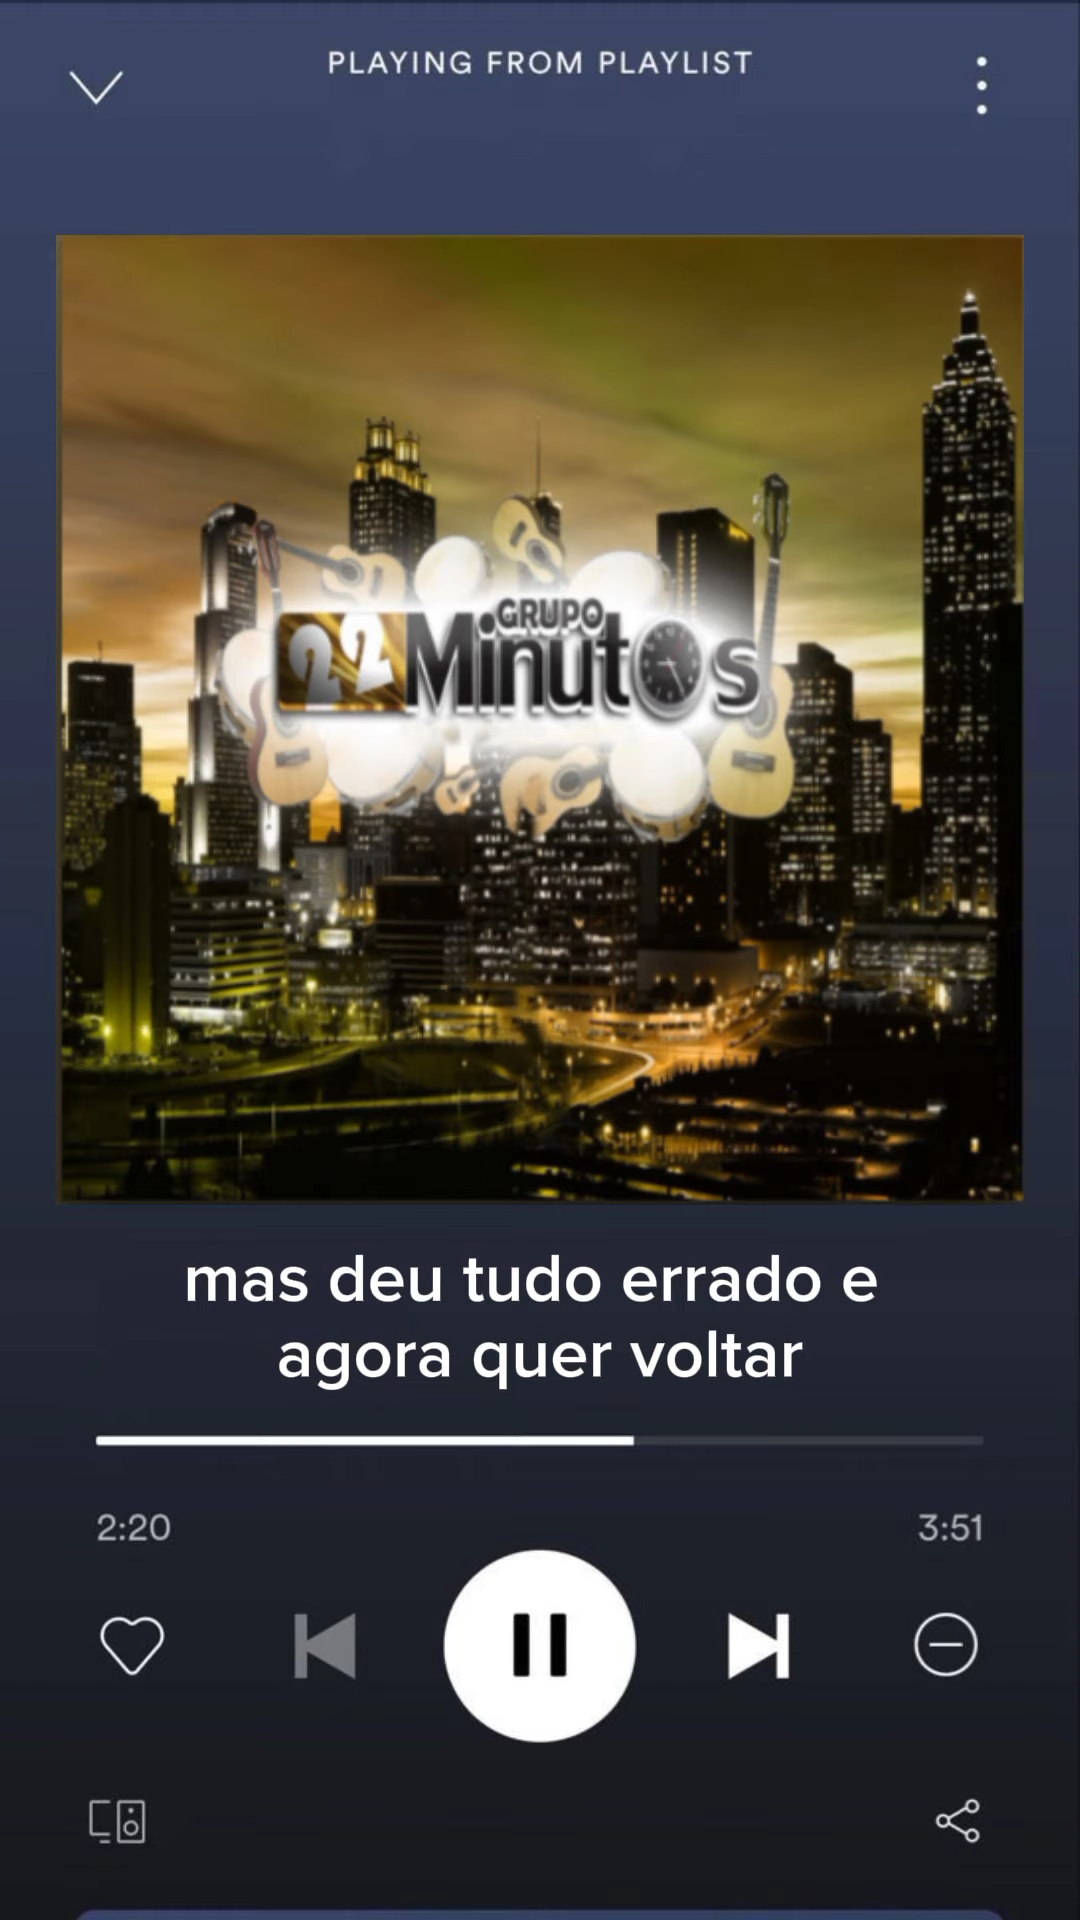 PLAYING FROM PLAYLIST
GRUPO
22 Minutos
mas deu tudo errado e
agora quer voltar
2:20
3:51